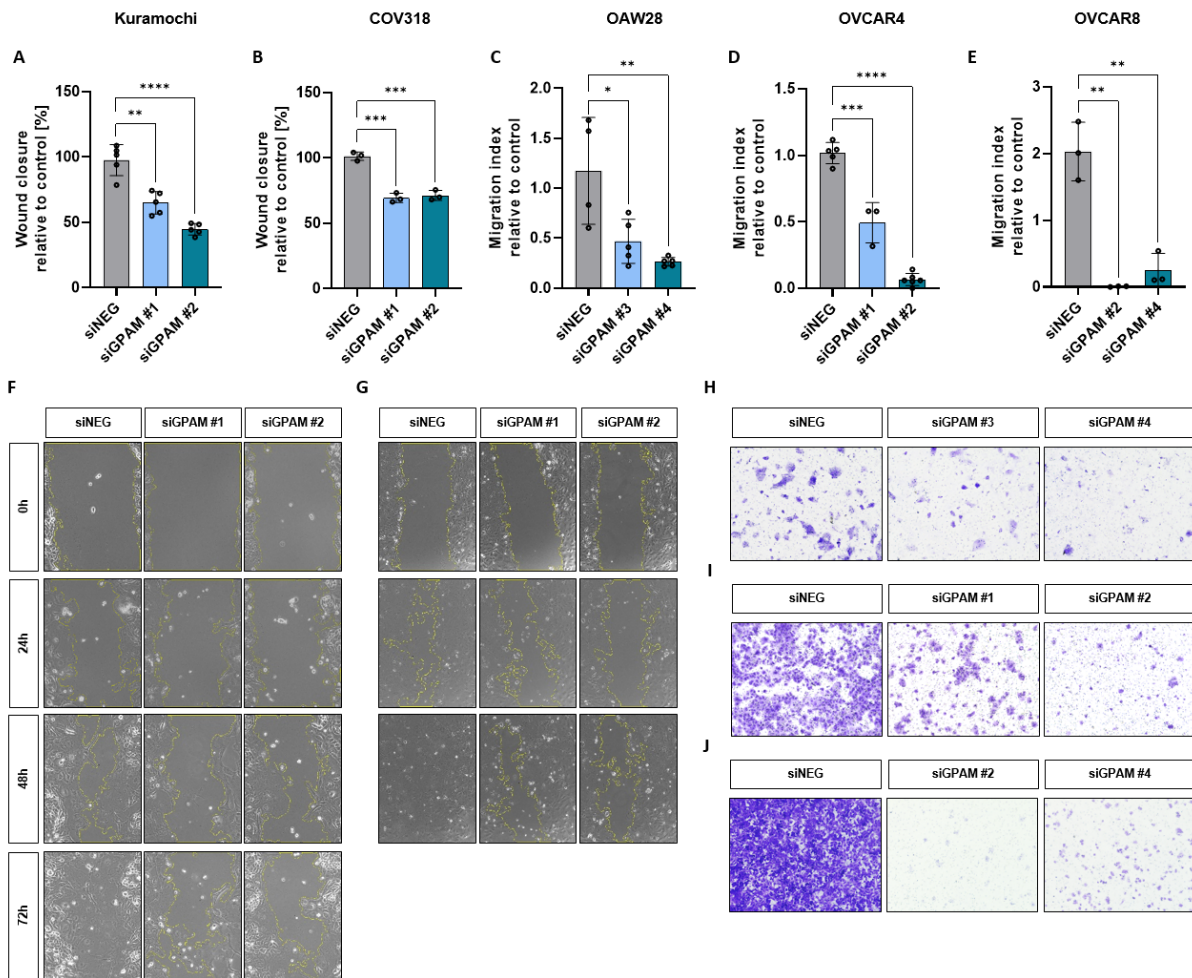 Kuramochi
COV318
OAW28
OVCAR4
OVCAR8
A
Wound closure
relative to control [%]
150
100
50
0
**
****
siNEG
siGPAM #1
siGPAM #2
B
Wound closure
relative to control [%]
150
100
50
0
***
***
siNEG
siGPAM #1
siGPAM #2
C
Migration index
relative to control
2.0
1.5
1.0
0.5
0.0
*
**
siNEG
siGPAM #3
siGPAM #4
D
Migration index
relative to control
1.0
0.5
0.0
***
****
siNEG
siGPAM #1
siGPAM #2
E
Migration index
relative to control
3
2
1
0
**
**
siNEG
siGPAM #2
siGPAM #4
F
siNEG
siGPAM #1
siGPAM #2
0h
24h
48h
72h
G
siNEG
siGPAM #1
siGPAM #2
H
siNEG
siGPAM #3
siGPAM #4
I
siNEG
siGPAM #1
siGPAM #2
J
siNEG
siGPAM #2
siGPAM #4